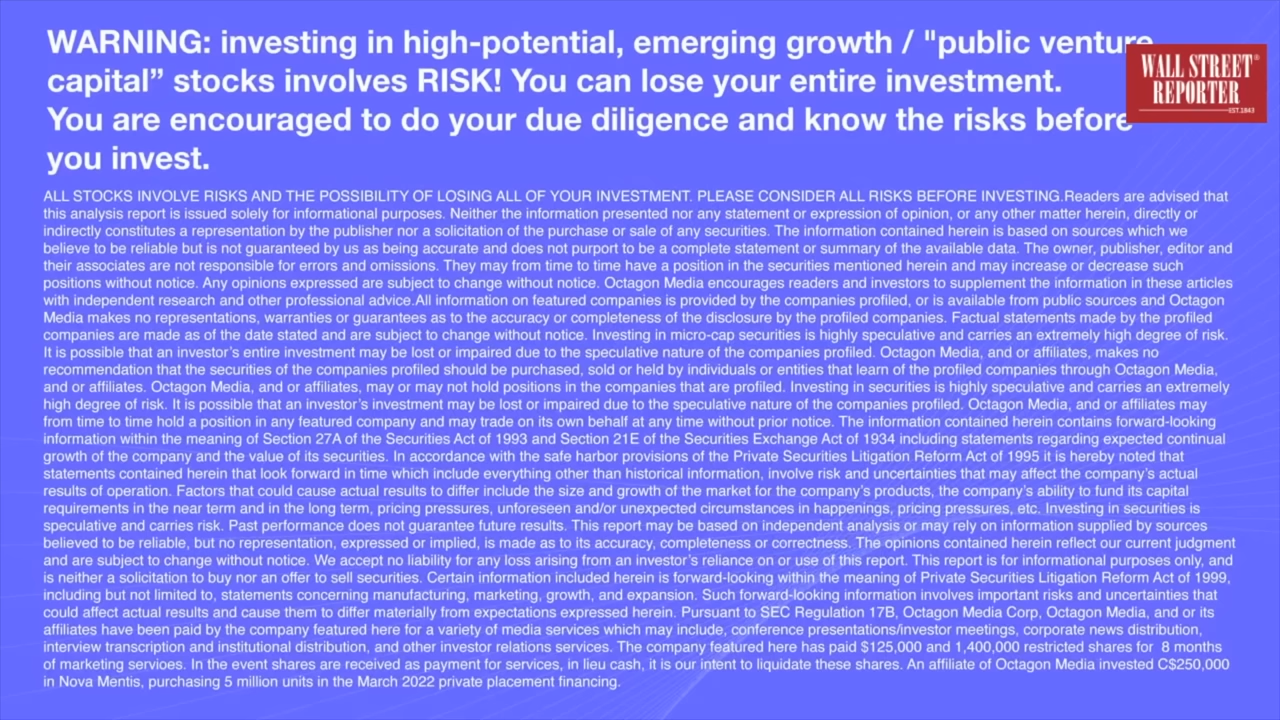 WARNING: investing in high-potential, emerging growth / "public venture
capital” stocks involves RISK! You can lose your entire investment.
You are encouraged to do your due diligence and know the risks before
you invest.
WALL STREET®
REPORTER
EST.1843
ALL STOCKS INVOLVE RISKS AND THE POSSIBILITY OF LOSING ALL OF YOUR INVESTMENT. PLEASE CONSIDER ALL RISKS BEFORE INVESTING.Readers are advised that
this analysis report is issued solely for informational purposes. Neither the information presented nor any statement or expression of opinion, or any other matter herein, directly or
indirectly constitutes a representation by the publisher nor a solicitation of the purchase or sale of any securities. The information contained herein is based on sources which we
believe to be reliable but is not guaranteed by us as being accurate and does not purport to be a complete statement or summary of the available data. The owner, publisher, editor and
their associates are not responsible for errors and omissions. They may from time to time have a position in the securities mentioned herein and may increase or decrease such
positions without notice. Any opinions expressed are subject to change without notice. Octagon Media encourages readers and investors to supplement the information in these articles
with independent research and other professional advice.All information on featured companies is provided by the companies profiled, or is available from public sources and Octagon
Media makes no representations, warranties or guarantees as to the accuracy or completeness of the disclosure by the profiled companies. Factual statements made by the profiled
companies are made as of the date stated and are subject to change without notice. Investing in micro-cap securities is highly speculative and carries an extremely high degree of risk.
It is possible that an investor’s entire investment may be lost or impaired due to the speculative nature of the companies profiled. Octagon Media, and or affiliates, makes no
recommendation that the securities of the companies profiled should be purchased, sold or held by individuals or entities that learn of the profiled companies through Octagon Media,
and or affiliates. Octagon Media, and or affiliates, may or may not hold positions in the companies that are profiled. Investing in securities is highly speculative and carries an extremely
high degree of risk. It is possible that an investor’s investment may be lost or impaired due to the speculative nature of the companies profiled. Octagon Media, and or affiliates may
from time to time hold a position in any featured company and may trade on its own behalf at any time without prior notice. The information contained herein contains forward-looking
information within the meaning of Section 27A of the Securities Act of 1993 and Section 21E of the Securities Exchange Act of 1934 including statements regarding expected continual
growth of the company and the value of its securities. In accordance with the safe harbor provisions of the Private Securities Litigation Reform Act of 1995 it is hereby noted that
statements contained herein that look forward in time which include everything other than historical information, involve risk and uncertainties that may affect the company’s actual
results of operation. Factors that could cause actual results to differ include the size and growth of the market for the company’s products, the company’s ability to fund its capital
requirements in the near term and in the long term, pricing pressures, unforeseen and/or unexpected circumstances in happenings, pricing pressures, etc. Investing in securities is
speculative and carries risk. Past performance does not guarantee future results. This report may be based on independent analysis or may rely on information supplied by sources
believed to be reliable, but no representation, expressed or implied, is made as to its accuracy, completeness or correctness. The opinions contained herein reflect our current judgment
and are subject to change without notice. We accept no liability for any loss arising from an investor’s reliance on or use of this report. This report is for informational purposes only, and
is neither a solicitation to buy nor an offer to sell securities. Certain information included herein is forward-looking within the meaning of Private Securities Litigation Reform Act of 1999,
including but not limited to, statements concerning manufacturing, marketing, growth, and expansion. Such forward-looking information involves important risks and uncertainties that
could affect actual results and cause them to differ materially from expectations expressed herein. Pursuant to SEC Regulation 17B, Octagon Media Corp, Octagon Media, and or its
affiliates have been paid by the company featured here for a variety of media services which may include, conference presentations/investor meetings, corporate news distribution,
interview transcription and institutional distribution, and other investor relations services. The company featured here has paid $125,000 and 1,400,000 restricted shares for 8 months
of marketing servioes. In the event shares are received as payment for services, in lieu cash, it is our intent to liquidate these shares. An affiliate of Octagon Media invested C$250,000
in Nova Mentis, purchasing 5 million units in the March 2022 private placement financing.